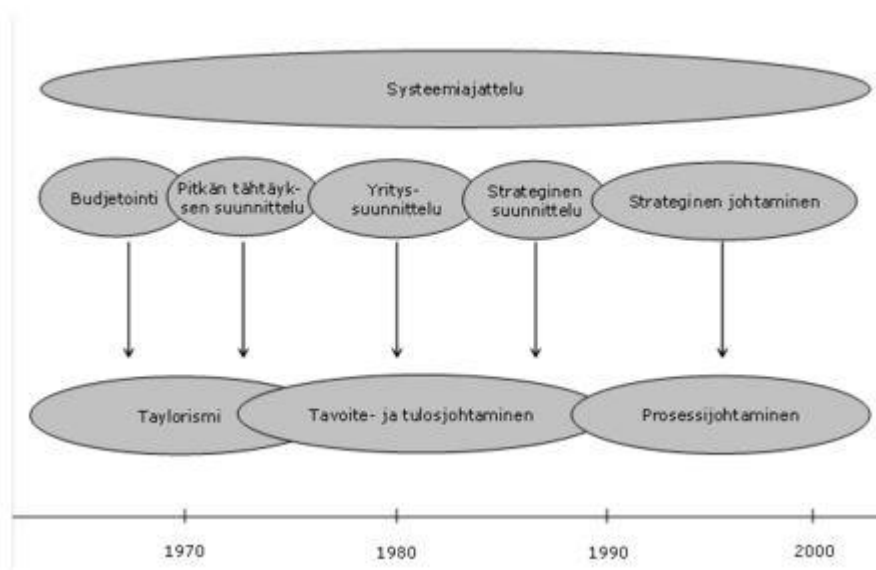 Systeemiajattelu
Budjetointi
Pitkän tähtäyk-
sen suunnittelu
Yritys-
suunnittelu
Strateginen
suunnittelu
Strateginen johtaminen
Taylorismi
Tavoite- ja tulosjohtaminen
Prosessijohtaminen
1970
1980
1990
2000